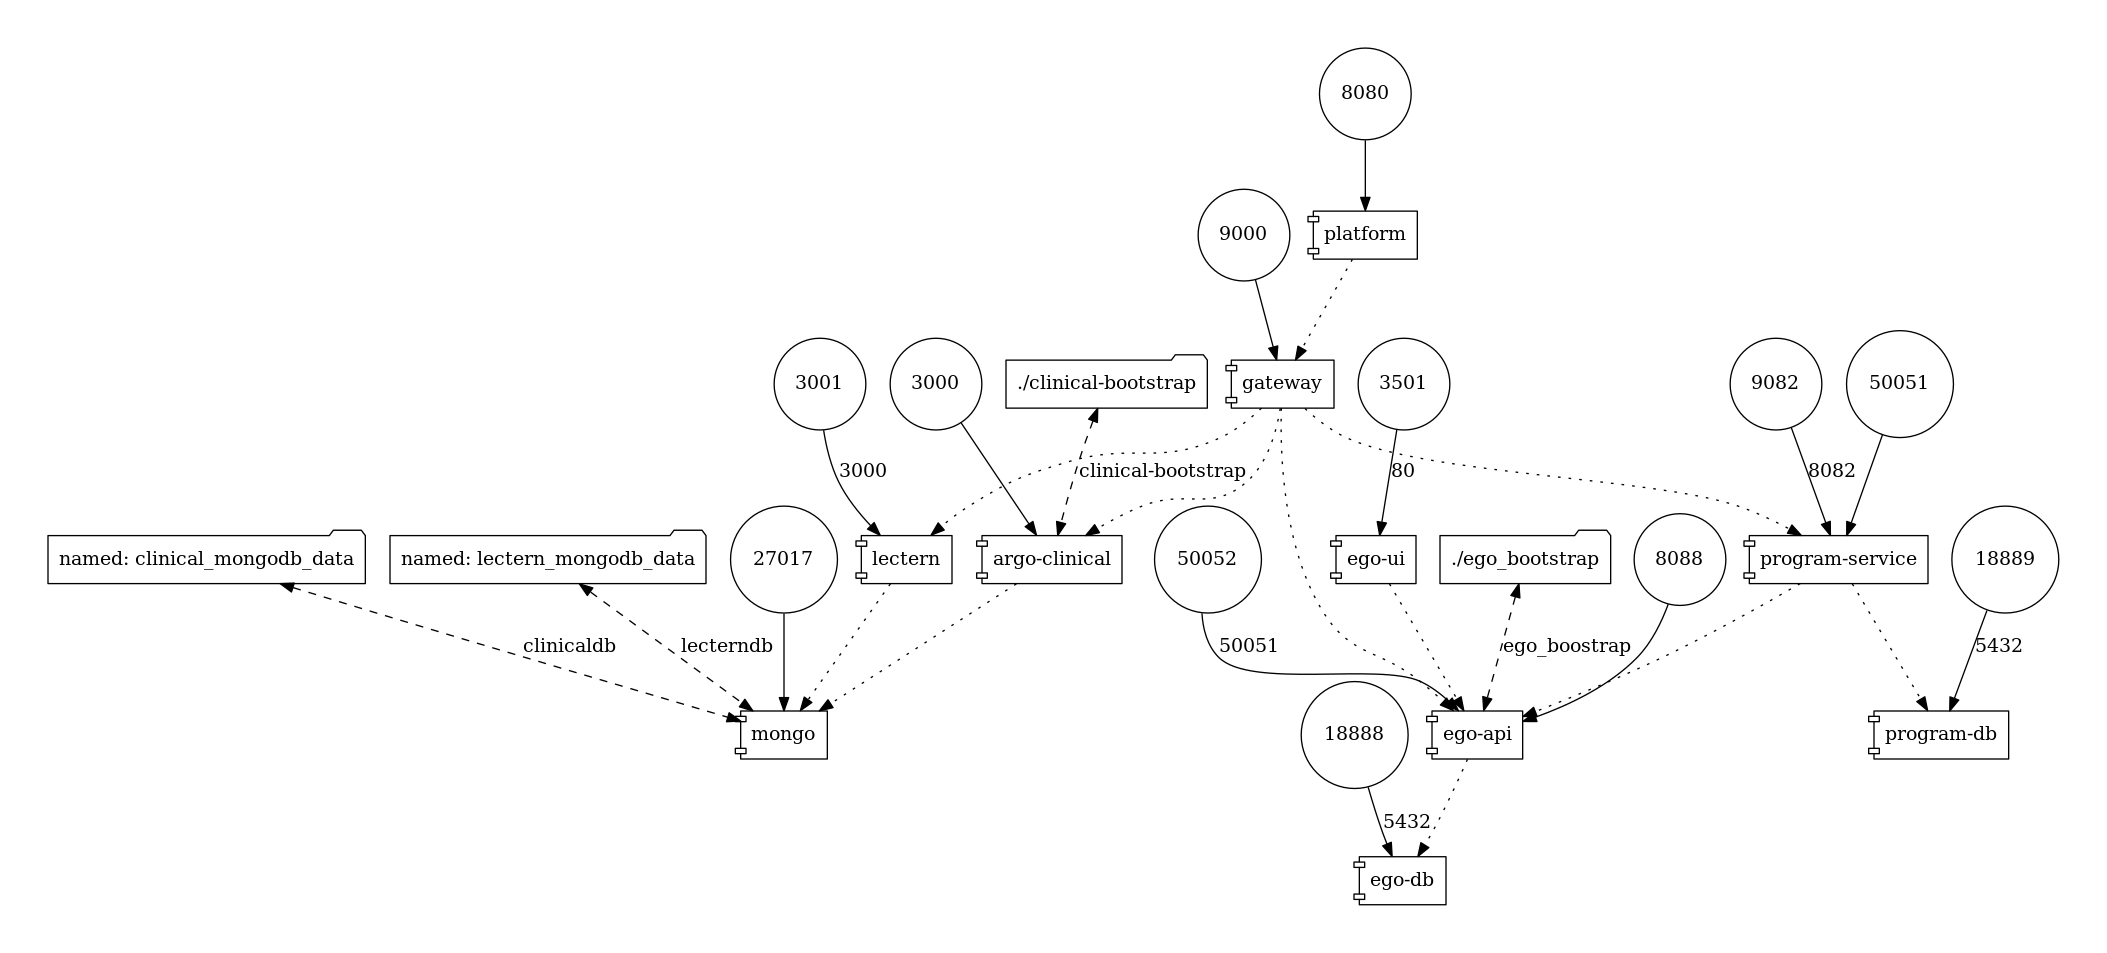 8080
9000
platform
3001
3000
./clinical-bootstrap
gateway
3501
9082
50051
3000
clinical-bootstrap
80
8082
named: clinical_mongodb_data
named: lectern_mongodb_data
27017
lectern
argo-clinical
50052
ego-ui
./ego_bootstrap
8088
program-service
18889
clinicaldb
lecterndb
50051
ego_boostrap
5432
mongo
18888
ego-api
program-db
5432
ego-db